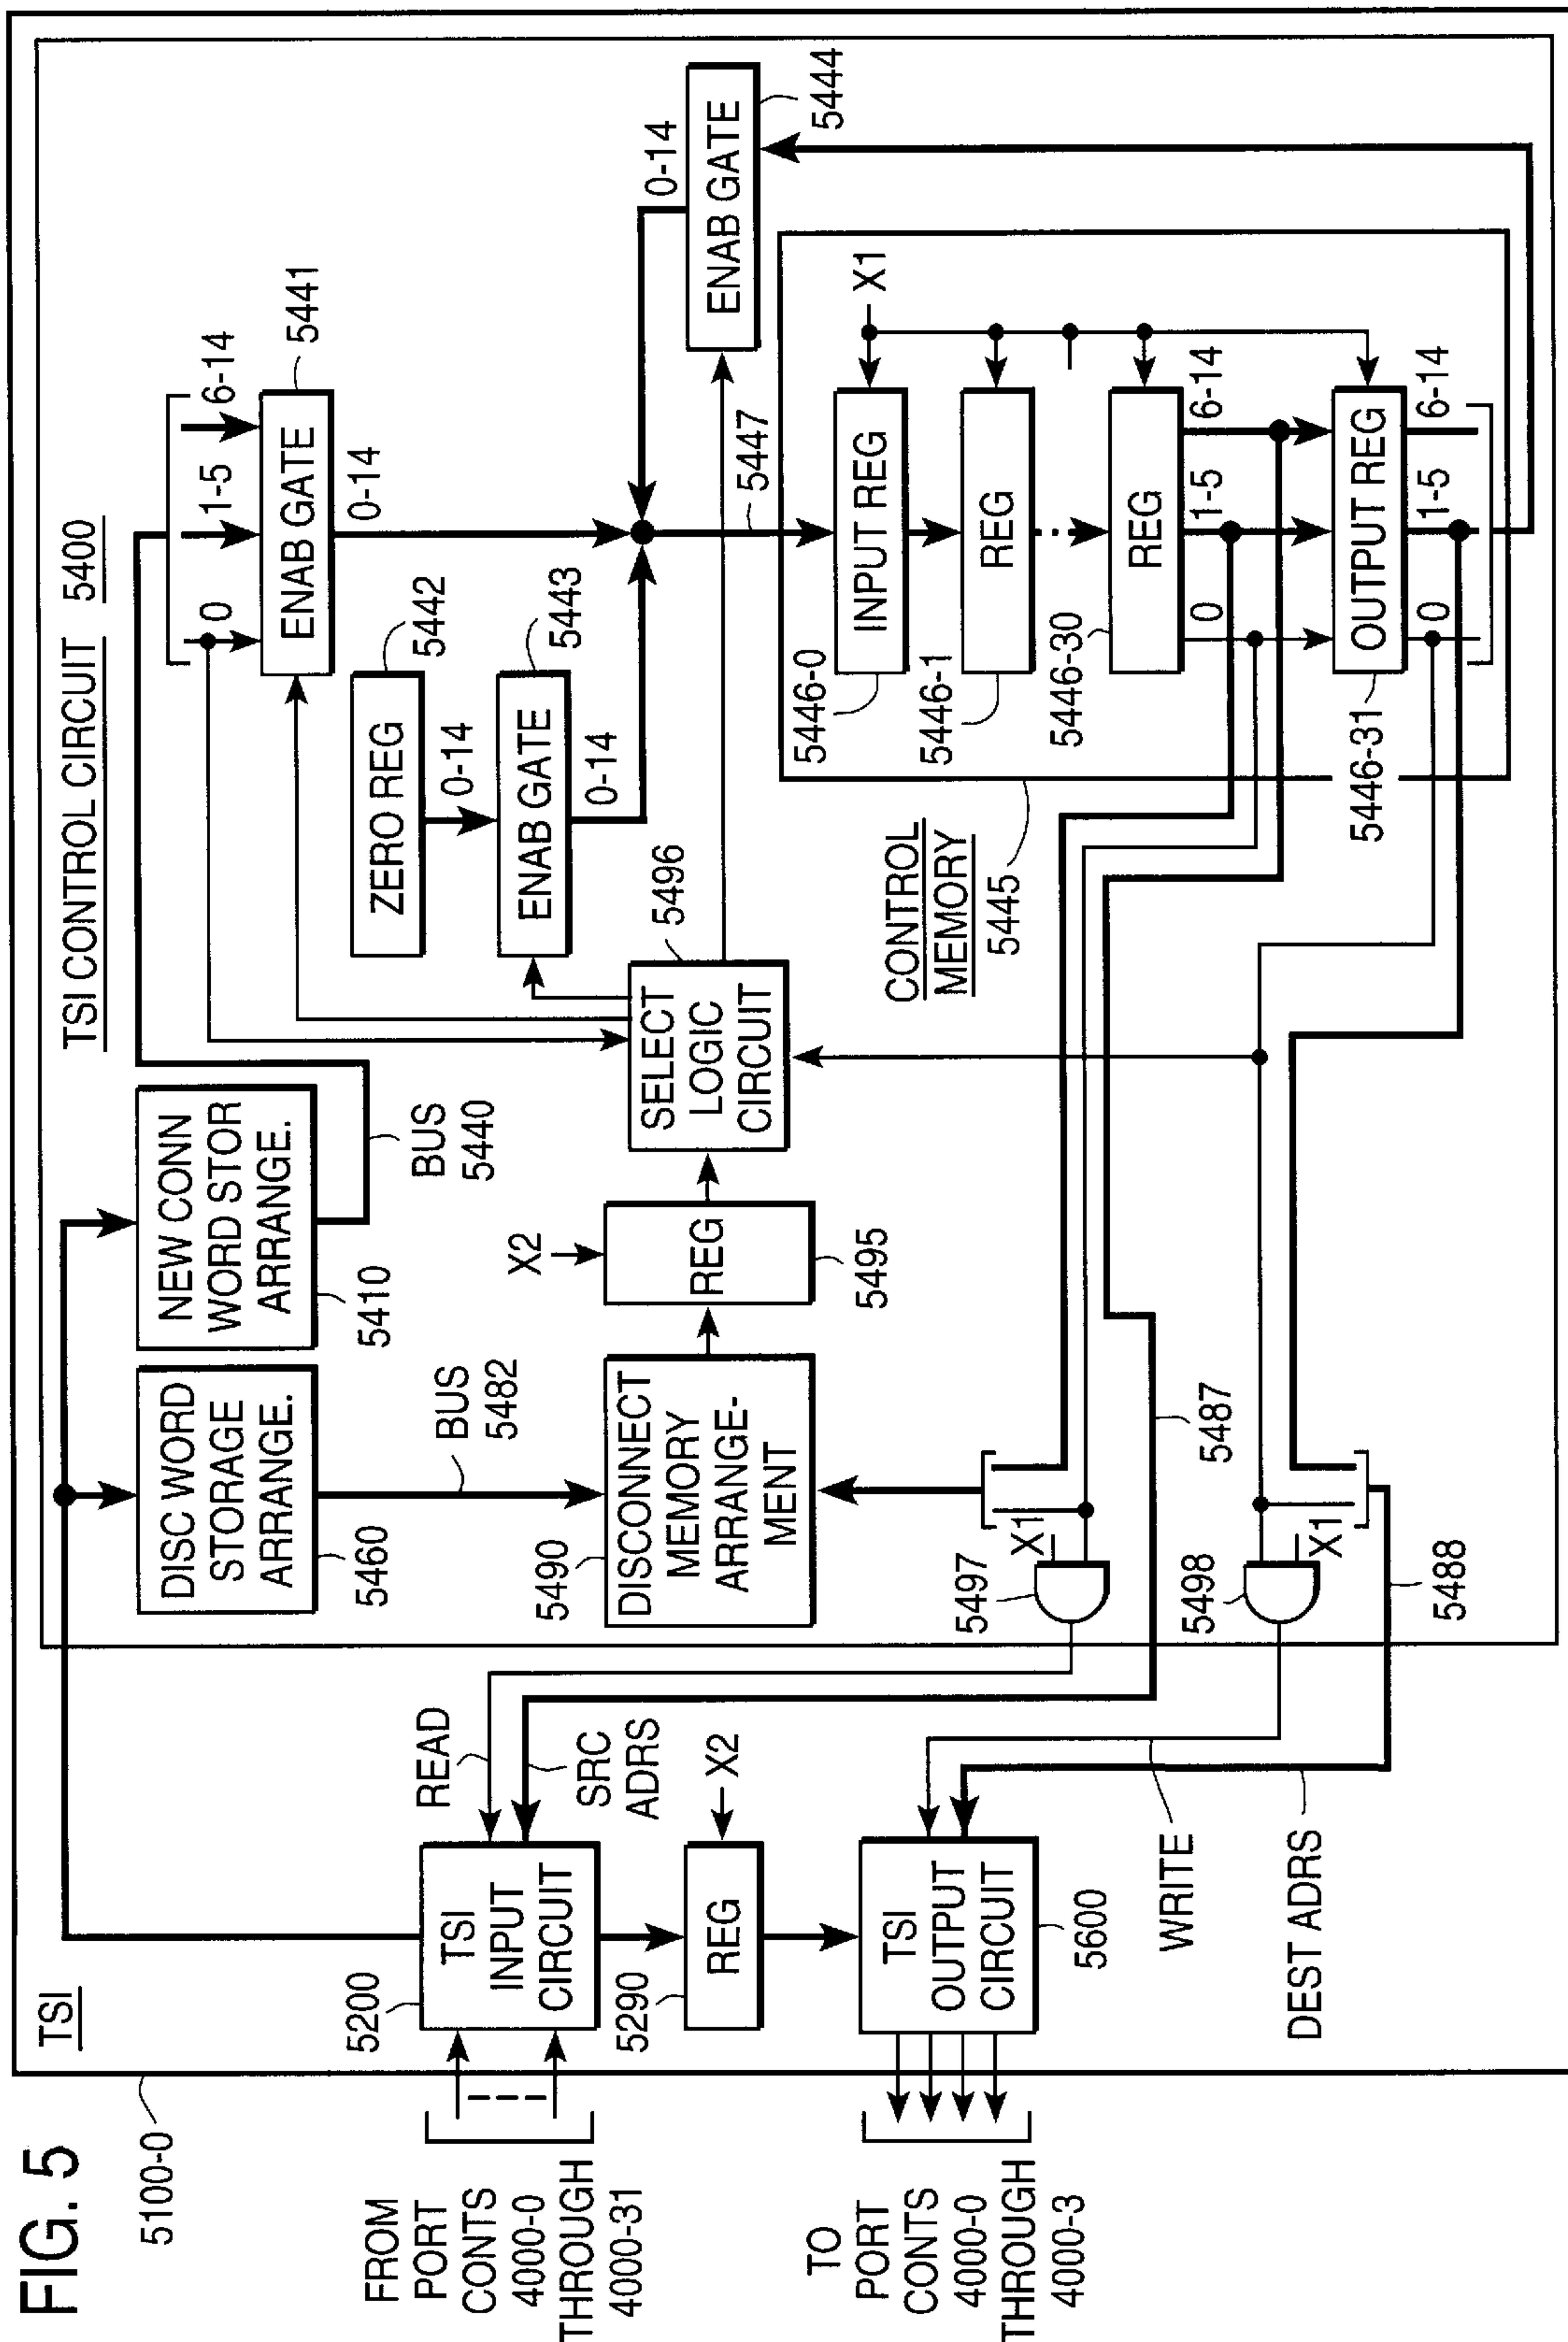 FIG. 5
5100-0
TSI
TSI CONTROL CIRCUIT 5400
FROM
PORT
CONTS
4000-0
THROUGH
4000-31
5200
TSI
INPUT
CIRCUIT
READ
SRC
ADRS
5290
REG
X2
TO
PORT
CONTS
4000-0
THROUGH
4000-3
TSI
OUTPUT
CIRCUIT
5600
WRITE
DEST ADRS
DISC WORD
STORAGE
ARRANGE.
5460
NEW CONN
WORD STOR
ARRANGE.
5410
BUS
5482
BUS
5440
5490
DISCONNECT
MEMORY
ARRANGE-
MENT
X2
REG
5495
SELECT
LOGIC
CIRCUIT
5496
5497
X1
5498
X1
5487
5488
0
1-5
6-14
ENAB GATE
5441
0-14
ZERO REG
5442
0-14
ENAB GATE
5443
0-14
0-14
ENAB GATE
5444
5447
CONTROL
MEMORY
5445
5446-0
INPUT REG
X1
5446-1
REG
5446-30
REG
0
1-5
6-14
5446-31
OUTPUT REG
0
1-5
6-14